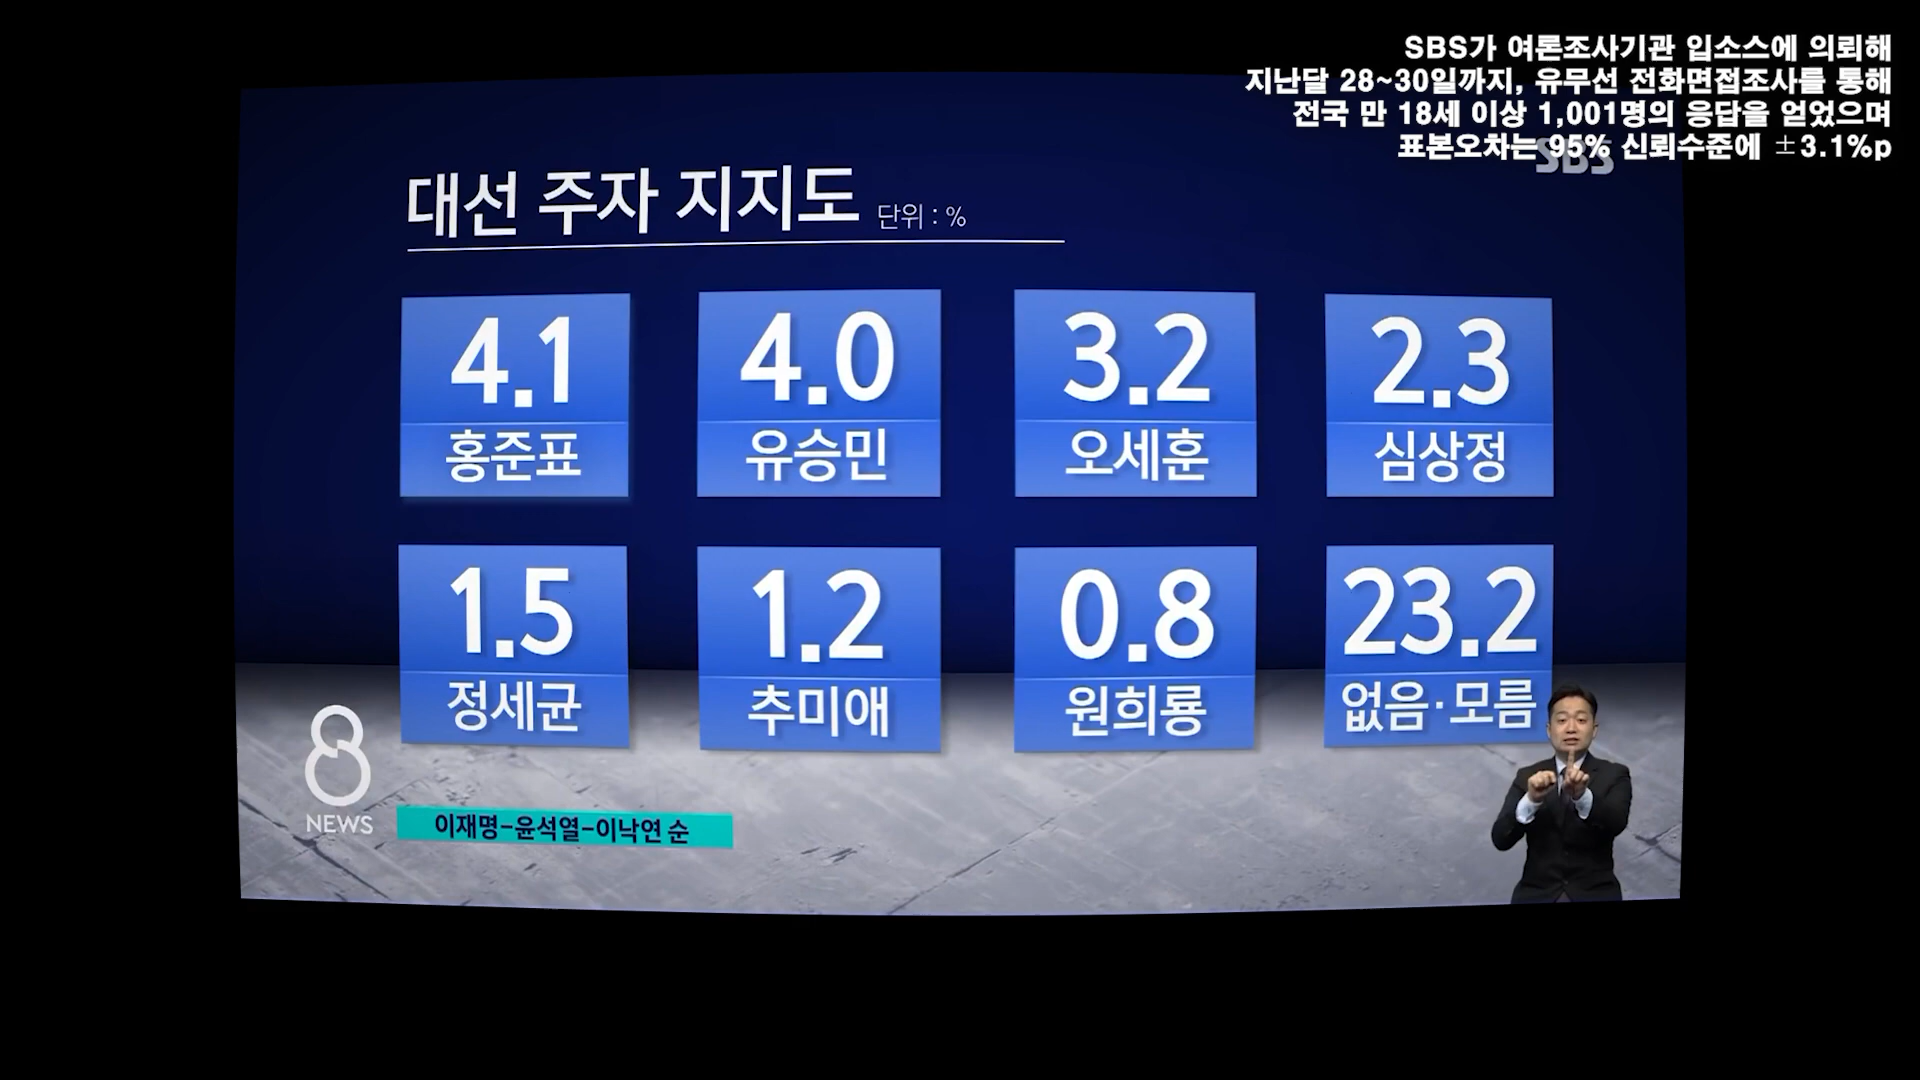 SBS가 여론조사기관 입소스에 의뢰해
지난달 28~30일까지, 유무선 전화면접조사를 통해
전국 만 18세 이상 1,001명의 응답을 얻었으며
표본오차는 95% 신뢰수준에 ±3.1%p
SBS
대선 주자 지지도 단위 : %
4.1
홍준표
4.0
유승민
3.2
오세훈
2.3
심상정
1.5
정세균
1.2
추미애
0.8
원희룡
23.2
없음·모름
8
NEWS
이재명-윤석열-이낙연 순